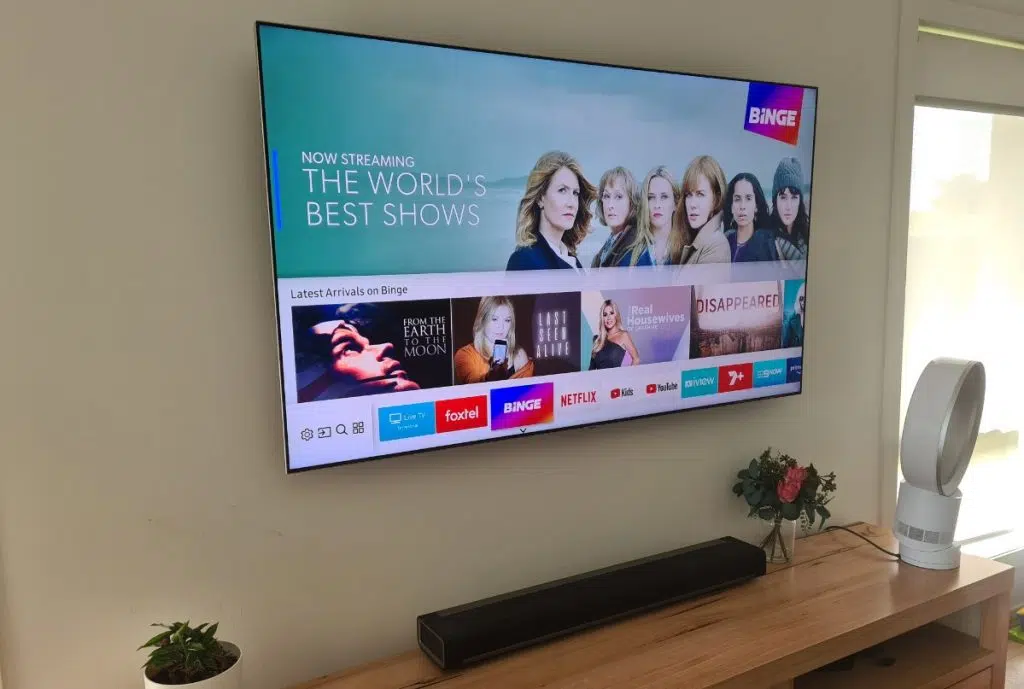 BiNGE
NOW STREAMING
THE WORLD'S
BEST SHOWS
Latest Arrivals on Binge
FROM THE
EARTH
TO THE
MOON
LAST
SEEN
ALIVE
Real
Housewives
DISAPPEARED
Live TV
foxtel
BiNGE
NETFLIX
Kids
YouTube
iview
7+
9NOW